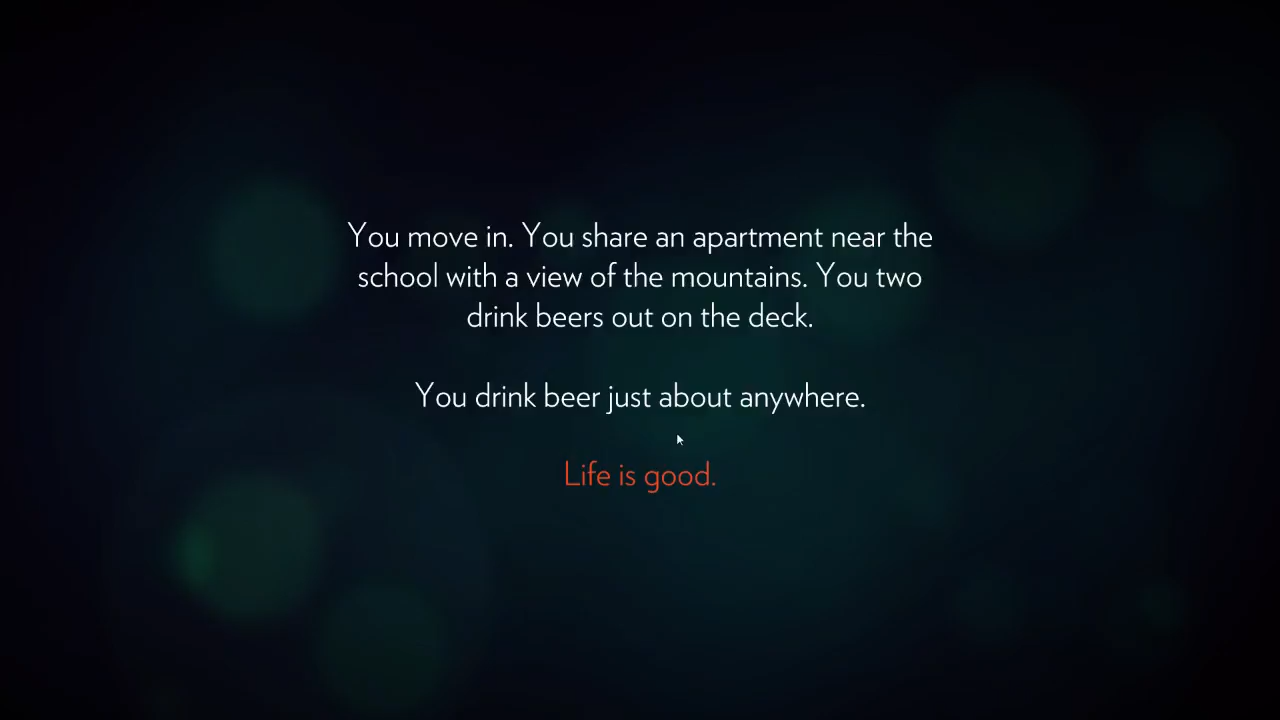 You move in. You share an apartment near the
school with a view of the mountains. You two
drink beers out on the deck.
You drink beer just about anywhere.
Life is good.